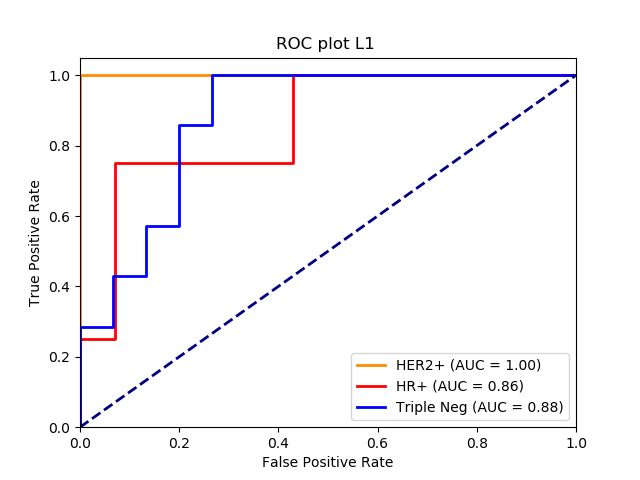 ROC plot L1
True Positive Rate
1.0
0.8
0.6
0.4
0.2
0.0
0.0 0.2 0.4 0.6 0.8 1.0
False Positive Rate
HER2+ (AUC = 1.00)
HR+ (AUC = 0.86)
Triple Neg (AUC = 0.88)